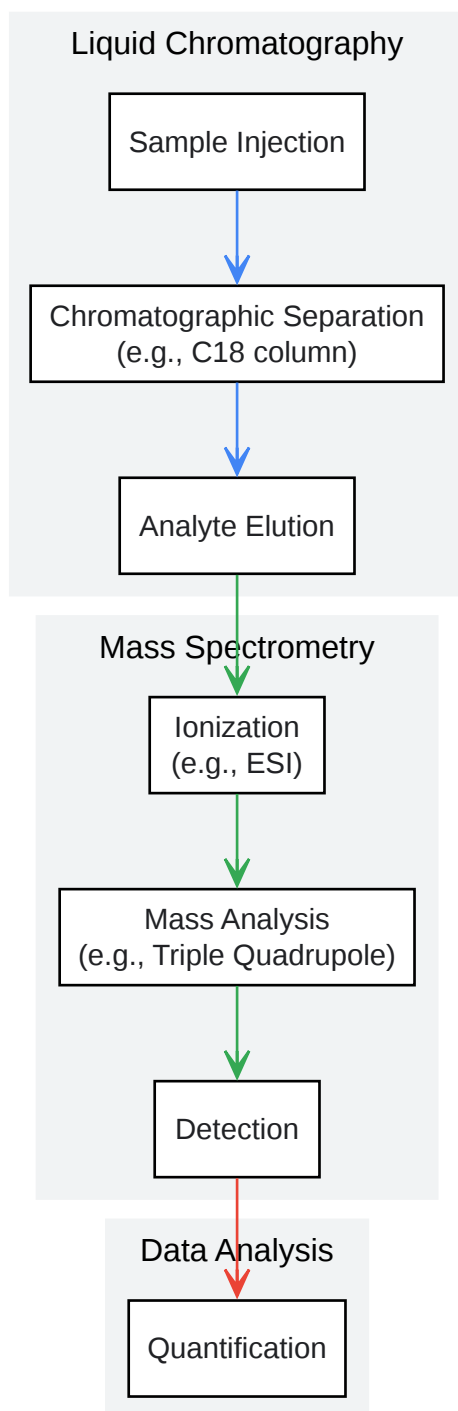 Liquid Chromatography
Sample Injection
Chromatographic Separation
(e.g., C18 column)
Analyte Elution
Mass Spectrometry
Ionization
(e.g., ESI)
Mass Analysis
(e.g., Triple Quadrupole)
Detection
Data Analysis
Quantification